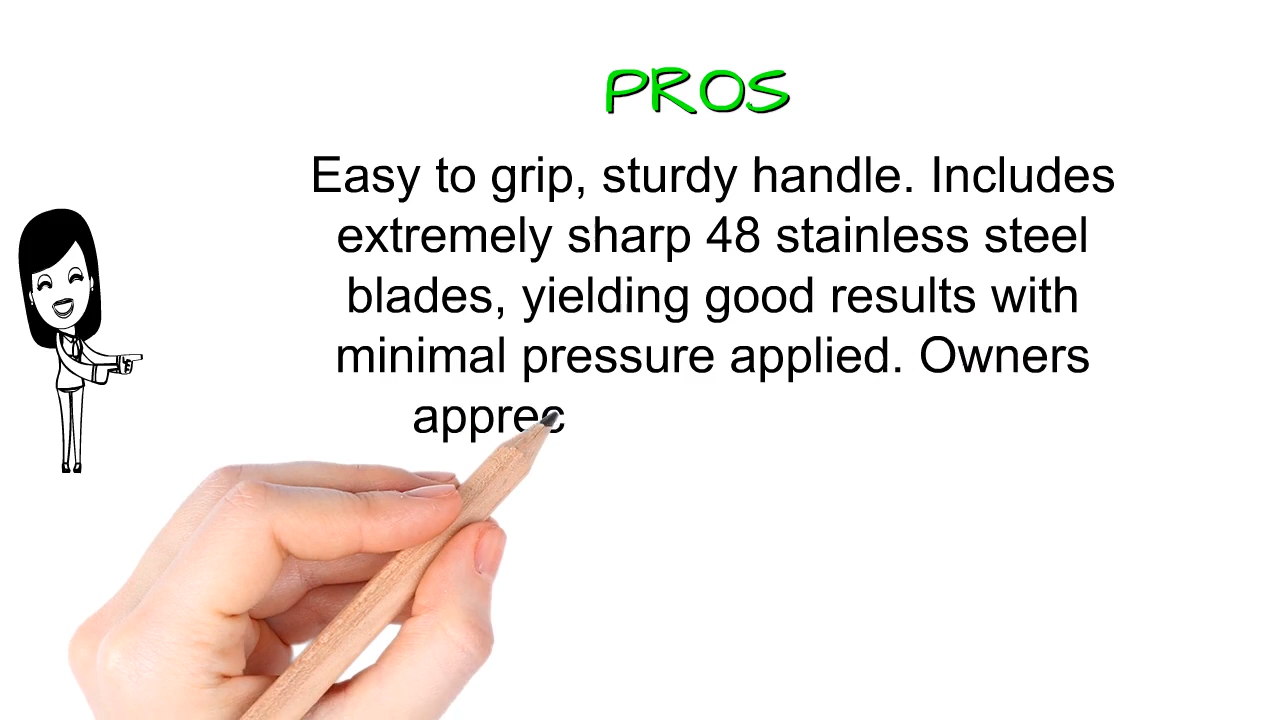 PROS
Easy to grip, sturdy handle. Includes
extremely sharp 48 stainless steel
blades, yielding good results with
minimal pressure applied. Owners
apprec